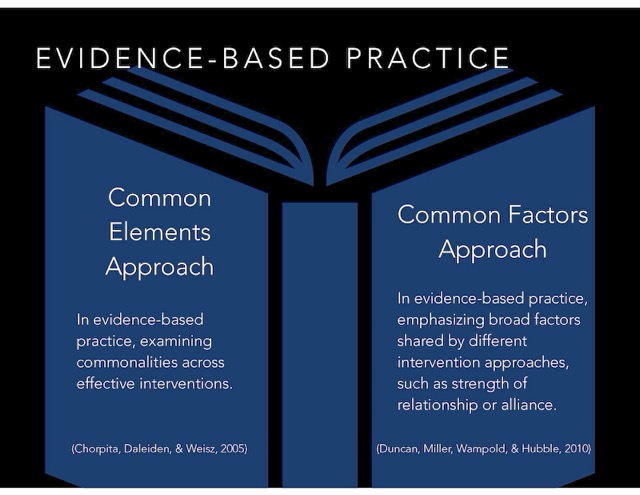 EVIDENCE-BASED PRACTICE
Common
Elements
Approach
In evidence-based
practice, examining
commonalities across
effective interventions.
(Chorpita, Daleiden, & Weisz, 2005)
Common Factors
Approach
In evidence-based practice,
emphasizing broad factors
shared by different
intervention approaches,
such as strength of
relationship or alliance.
(Duncan, Miller, Wampold, & Hubble, 2010)